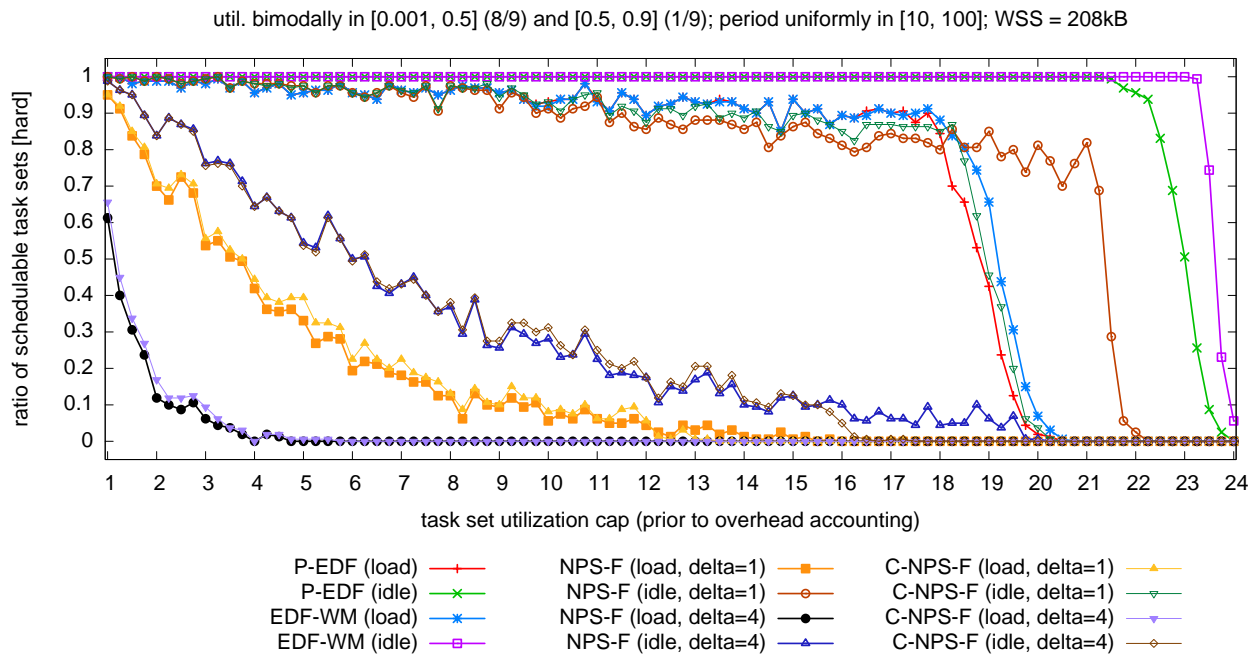 util. bimodally in [0.001, 0.5] (8/9) and [0.5, 0.9] (1/9); period uniformly in [10, 100]; WSS = 208kB
ratio of schedulable task sets [hard]
1
0.9
0.8
0.7
0.6
0.5
0.4
0.3
0.2
0.1
0
1 2 3 4 5 6 7 8 9 10 11 12 13 14 15 16 17 18 19 20 21 22 23 24
task set utilization cap (prior to overhead accounting)
P-EDF (load) NPS-F (load, delta=1) C-NPS-F (load, delta=1)
P-EDF (idle) NPS-F (idle, delta=1) C-NPS-F (idle, delta=1)
EDF-WM (load) NPS-F (load, delta=4) C-NPS-F (load, delta=4)
EDF-WM (idle) NPS-F (idle, delta=4) C-NPS-F (idle, delta=4)